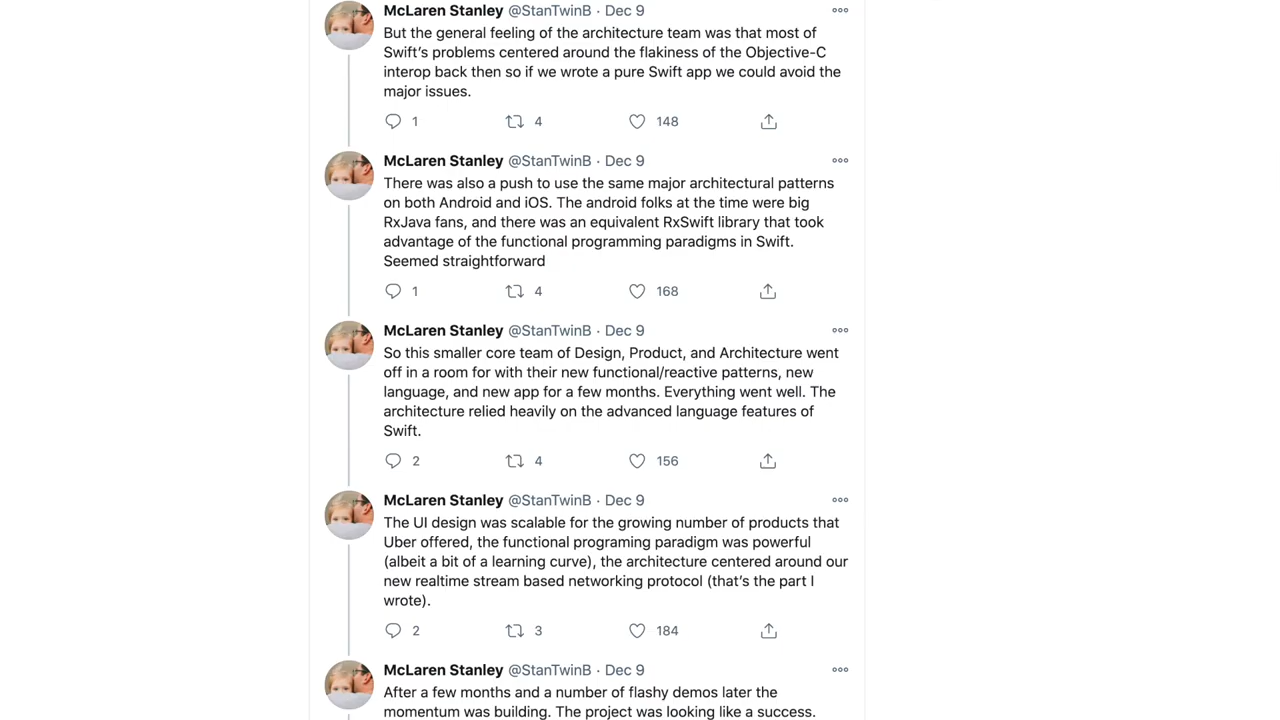 McLaren Stanley @StanTwinB · Dec 9
But the general feeling of the architecture team was that most of
Swift's problems centered around the flakiness of the Objective-C
interop back then so if we wrote a pure Swift app we could avoid the
major issues.
1 4 148
McLaren Stanley @StanTwinB · Dec 9
There was also a push to use the same major architectural patterns
on both Android and iOS. The android folks at the time were big
RxJava fans, and there was an equivalent RxSwift library that took
advantage of the functional programming paradigms in Swift.
Seemed straightforward
1 4 168
McLaren Stanley @StanTwinB · Dec 9
So this smaller core team of Design, Product, and Architecture went
off in a room for with their new functional/reactive patterns, new
language, and new app for a few months. Everything went well. The
architecture relied heavily on the advanced language features of
Swift.
2 4 156
McLaren Stanley @StanTwinB · Dec 9
The UI design was scalable for the growing number of products that
Uber offered, the functional programing paradigm was powerful
(albeit a bit of a learning curve), the architecture centered around our
new realtime stream based networking protocol (that's the part I
wrote).
2 3 184
McLaren Stanley @StanTwinB · Dec 9
After a few months and a number of flashy demos later the
momentum was building. The project was looking like a success.